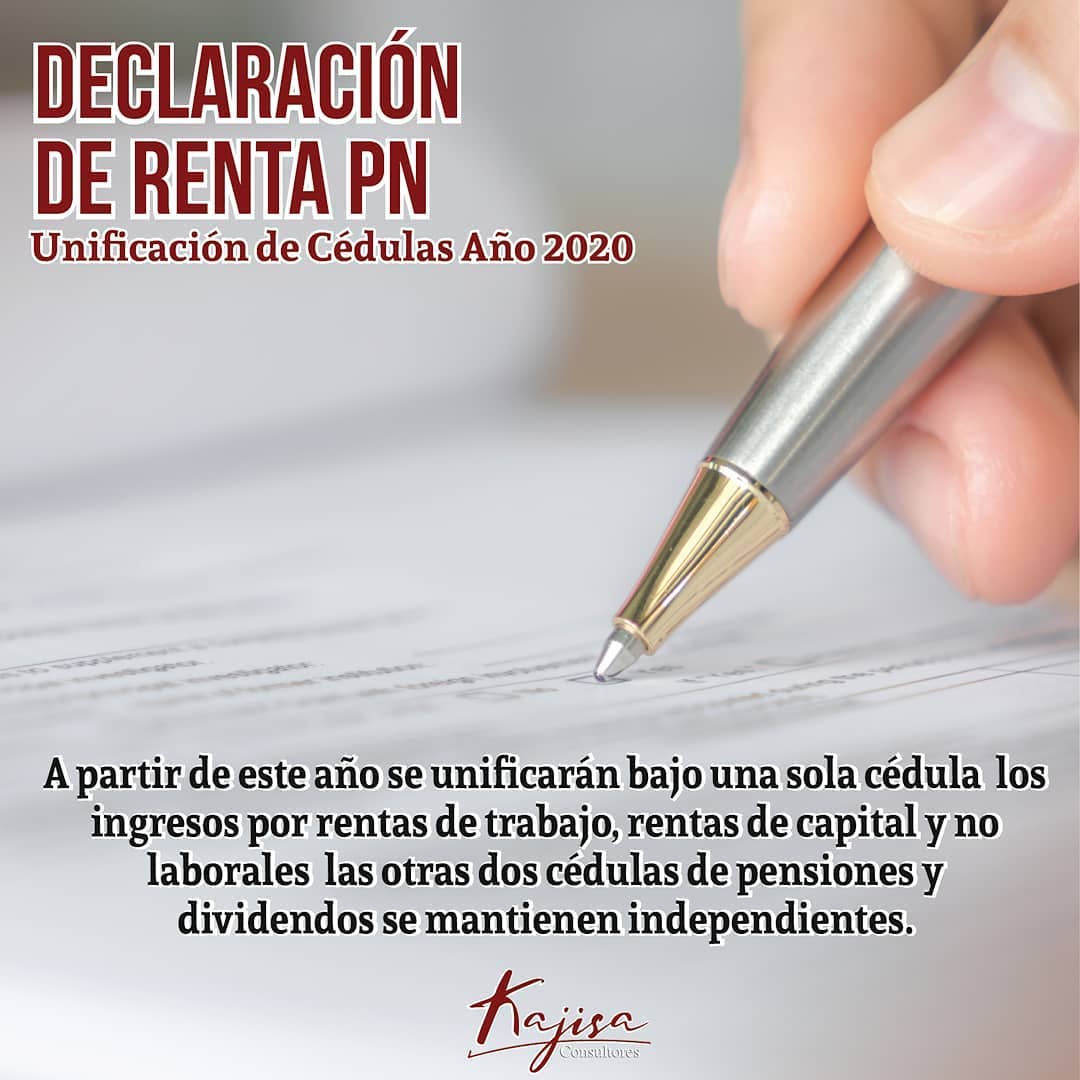 DECLARACIÓN
DE RENTA PN
Unificación de Cédulas Año 2020
A partir de este año se unificarán bajo una sola cédula los
ingresos por rentas de trabajo, rentas de capital y no
laborales las otras dos cédulas de pensiones y
dividendos se mantienen independientes.
Kajisa
Consultores